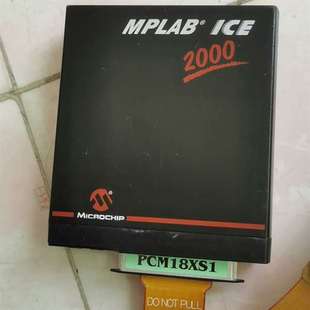 MPLAB® ICE
2000
MICROCHIP
PCM18XS1
DO NOT PULL